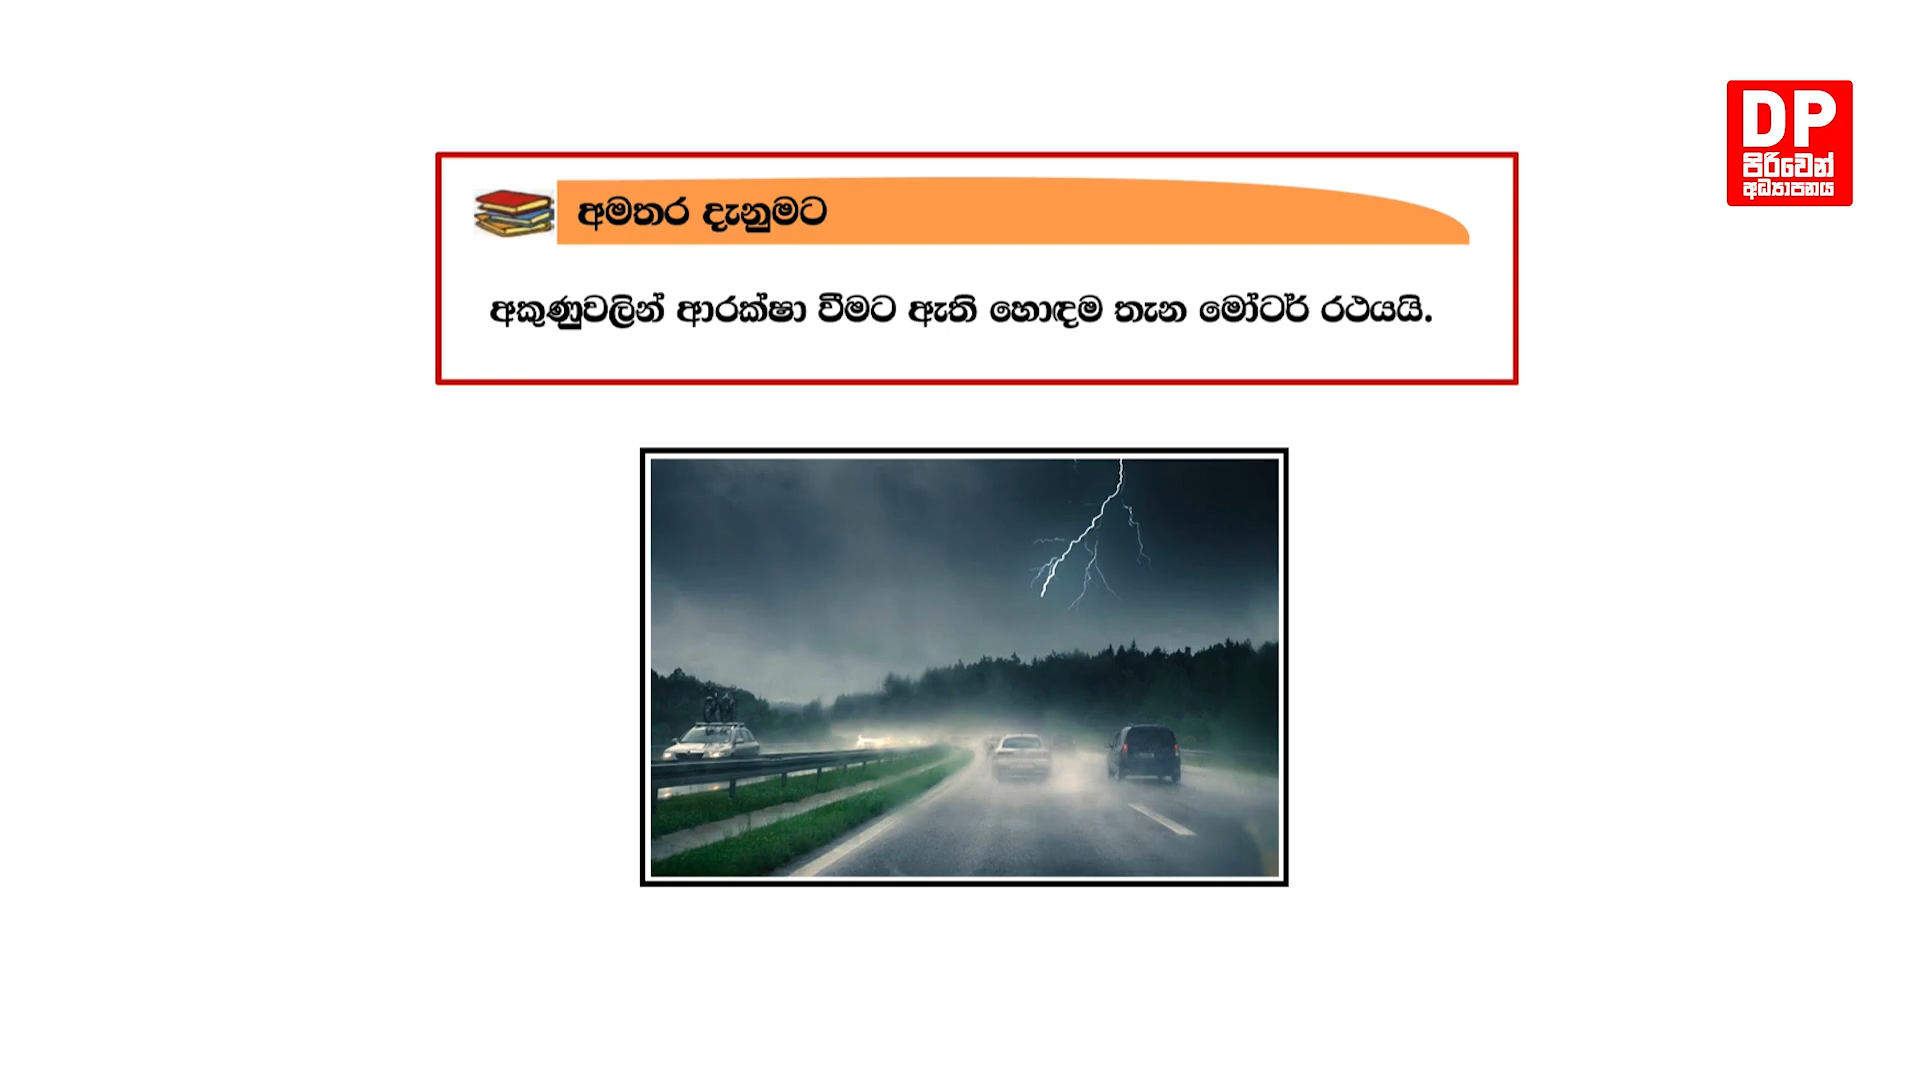 DP
පිරිවෙන්
අධ්‍යාපනය
අමතර දැනුමට
අකුණුවලින් ආරක්ෂා වීමට ඇති හොඳම තැන මෝටර් රථයයි.